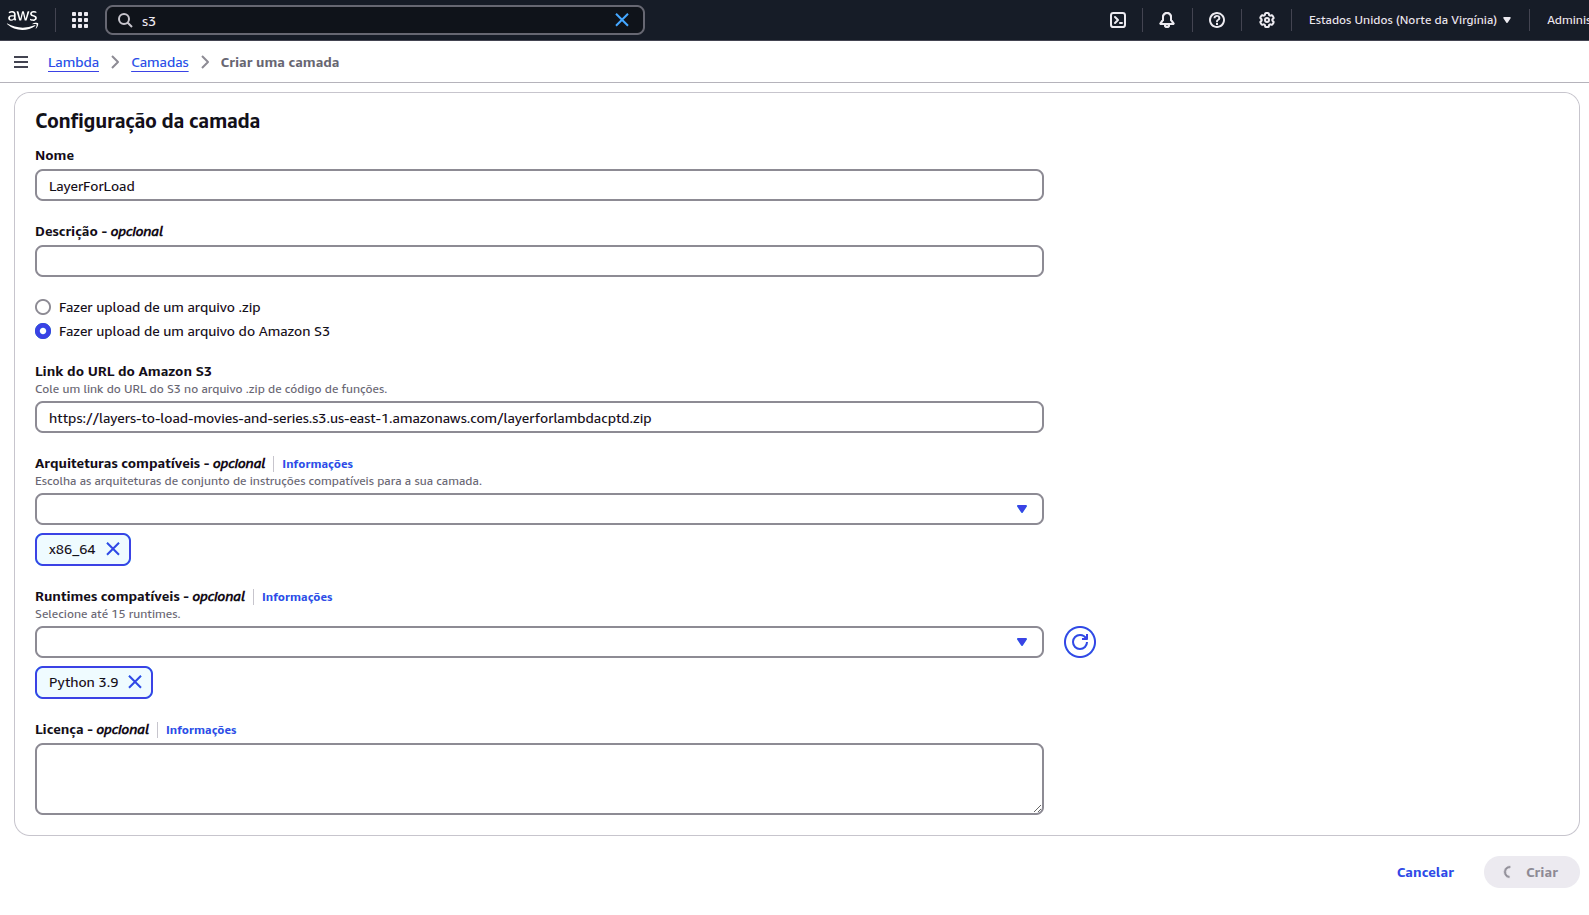 aws
s3
Estados Unidos (Norte da Virgínia)
Adminis
Lambda
Camadas
Criar uma camada
Configuração da camada
Nome
LayerForLoad
Descrição – opcional
Fazer upload de um arquivo .zip
Fazer upload de um arquivo do Amazon S3
Link do URL do Amazon S3
Cole um link do URL do S3 no arquivo .zip de código de funções.
https://layers-to-load-movies-and-series.s3.us-east-1.amazonaws.com/layerforlambdacptd.zip
Arquiteturas compatíveis – opcional
Informações
Escolha as arquiteturas de conjunto de instruções compatíveis para a sua camada.
x86_64
Runtimes compatíveis – opcional
Informações
Selecione até 15 runtimes.
Python 3.9
Licença – opcional
Informações
Cancelar
Criar